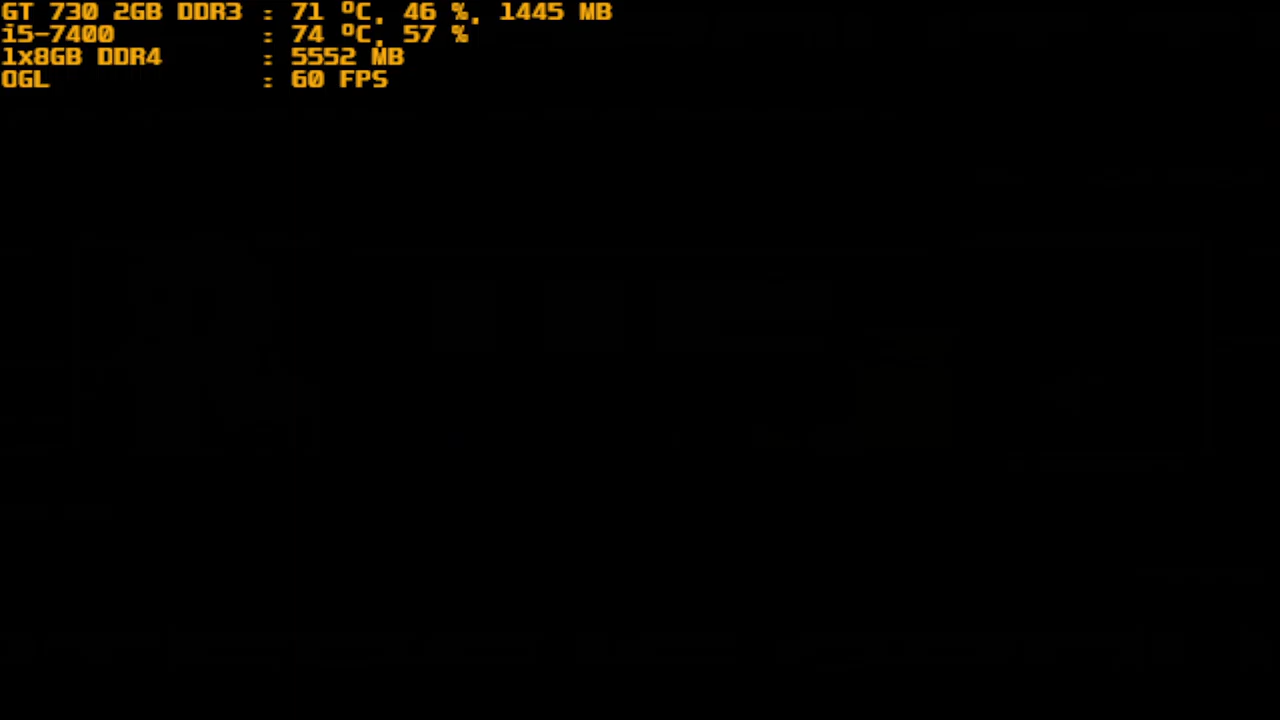 GT 730 2GB DDR3 : 71 ºC, 46 %, 1445 MB
i5-7400 : 74 ºC, 57 %
1x8GB DDR4 : 5552 MB
OGL : 60 FPS